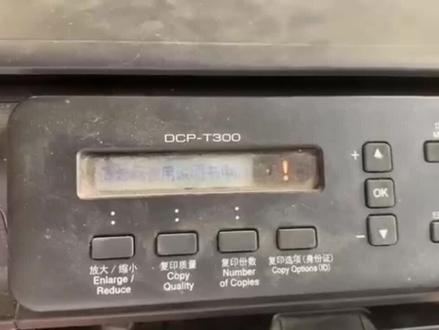 DCP-T300
!
+
OK
−
放大 / 缩小
Enlarge /
Reduce
复印质量
Copy
Quality
复印份数
Number
of Copies
复印选项(身份证)
Copy Options(ID)